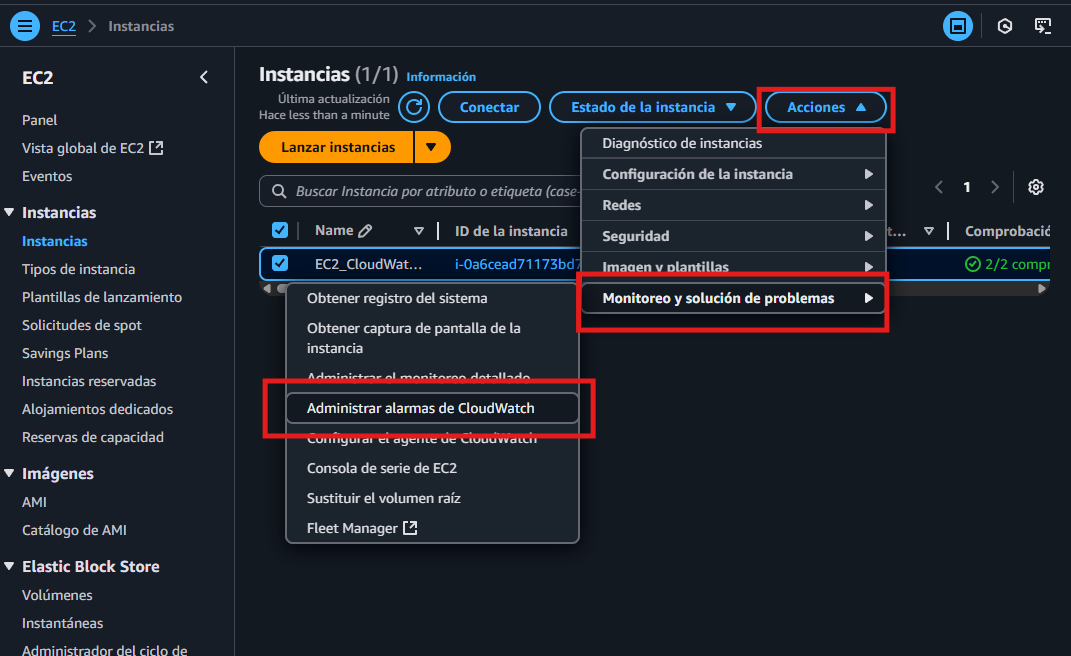 EC2 Instancias
EC2
Panel
Vista global de EC2
Eventos
Instancias
Instancias
Tipos de instancia
Plantillas de lanzamiento
Solicitudes de spot
Savings Plans
Instancias reservadas
Alojamientos dedicados
Reservas de capacidad
Imágenes
AMI
Catálogo de AMI
Elastic Block Store
Volúmenes
Instantáneas
Administrador del ciclo de
Instancias (1/1) Información
Última actualización
Hace less than a minute
Conectar
Estado de la instancia
Acciones
Lanzar instancias
Buscar Instancia por atributo o etiqueta (case-
1
Name ID de la instancia t... Comprobació
EC2_CloudWat... i-0a6cead71173bd7 2/2 compr
Diagnóstico de instancias
Configuración de la instancia
Redes
Seguridad
Imagen y plantillas
Monitoreo y solución de problemas
Obtener registro del sistema
Obtener captura de pantalla de la
instancia
Administrar el monitoreo detallado
Administrar alarmas de CloudWatch
Configurar el agente de CloudWatch
Consola de serie de EC2
Sustituir el volumen raíz
Fleet Manager